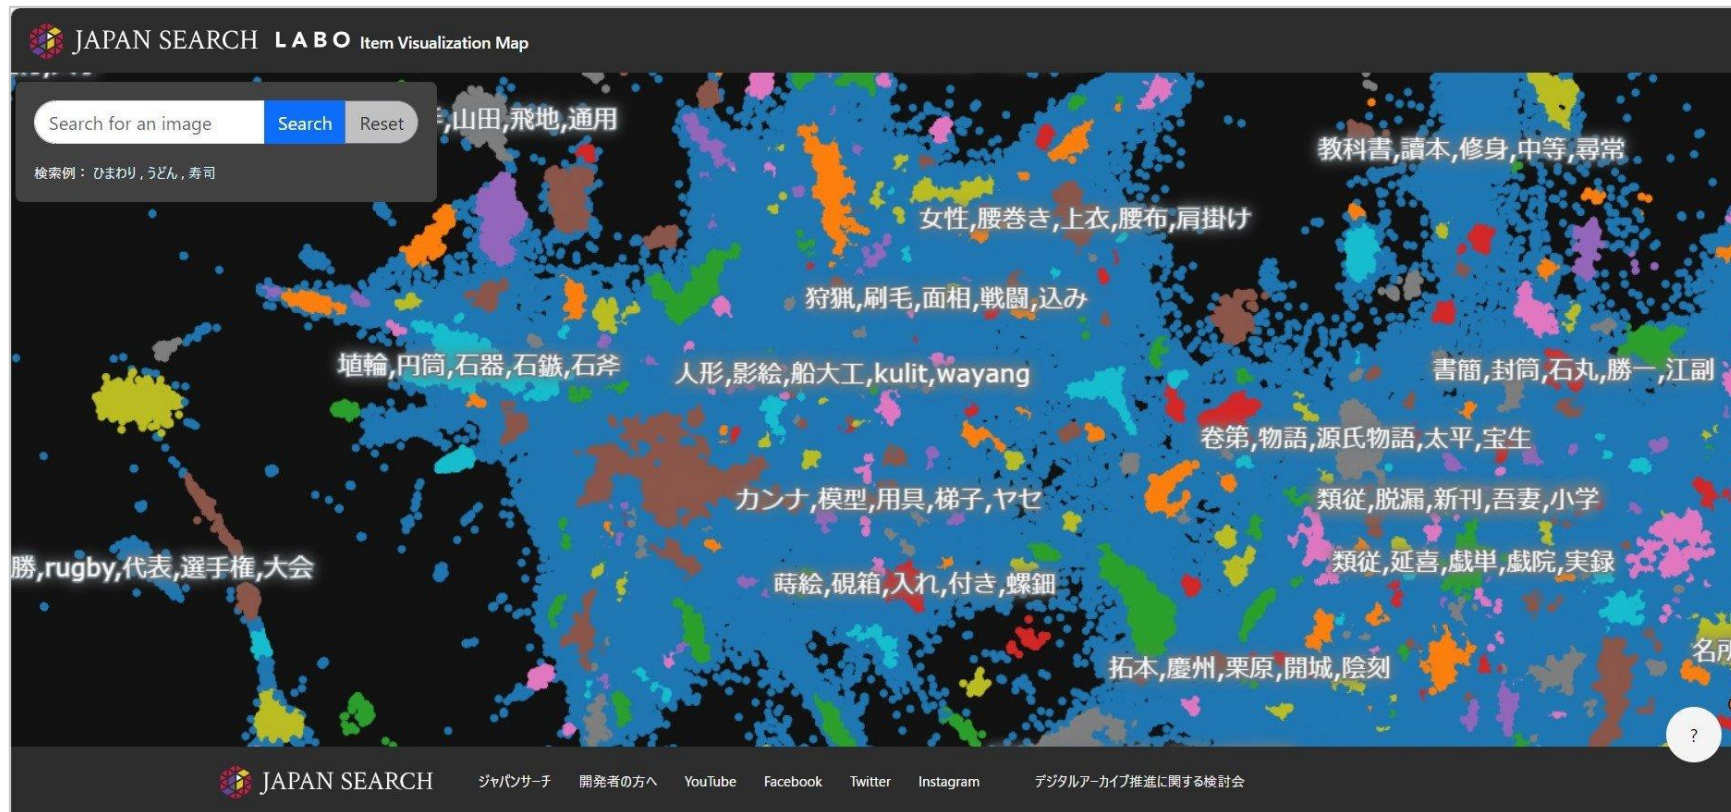 JAPAN SEARCH LABO Item Visualization Map
Search for an image Search Reset
検索例： ひまわり , うどん , 寿司
,山田,飛地,通用
教科書,讀本,修身,中等,尋常
女性,腰巻き,上衣,腰布,肩掛け
狩猟,刷毛,面相,戦闘,込み
埴輪,円筒,石器,石鏃,石斧
人形,影絵,船大工,kulit,wayang
書簡,封筒,石丸,勝一,江副
巻第,物語,源氏物語,太平,宝生
カンナ,模型,用具,梯子,ヤセ
類従,脱漏,新刊,吾妻,小学
勝,rugby,代表,選手権,大会
類従,延喜,戯単,戯院,実録
蒔絵,硯箱,入れ,付き,螺鈿
名所
拓本,慶州,栗原,開城,陰刻
?
JAPAN SEARCH ジャパンサーチ 開発者の方へ YouTube Facebook Twitter Instagram デジタルアーカイブ推進に関する検討会